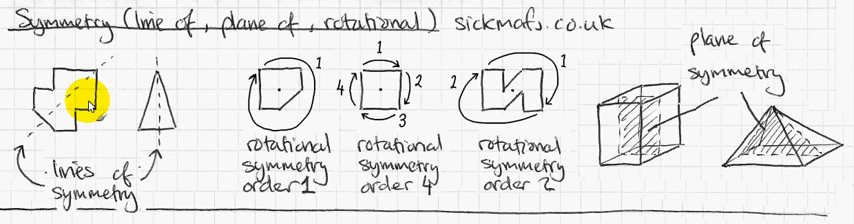 Symmetry (line of, plane of, rotational) sickmafs.co.uk
plane of
symmetry
1
1
4
2
3
2
1
rotational
symmetry
order 1
rotational
symmetry
order 4
rotational
symmetry
order 2
lines of
symmetry